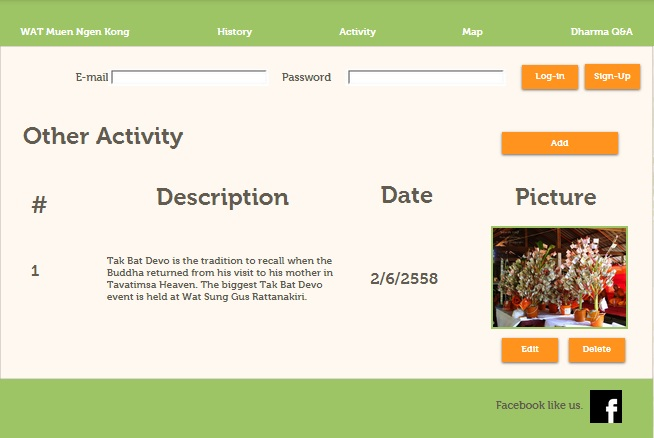 WAT Muen Ngen Kong History Activity Map Dharma Q&A
E-mail Password Log-In Sign-Up
Other Activity Add
# Description Date Picture
1 Tak Bat Devo is the tradition to recall when the
Buddha returned from his visit to his mother in
Tavatimsa Heaven. The biggest Tak Bat Devo
event is held at Wat Sung Gus Rattanakiri.
2/6/2558
Edit Delete
Facebook like us. f